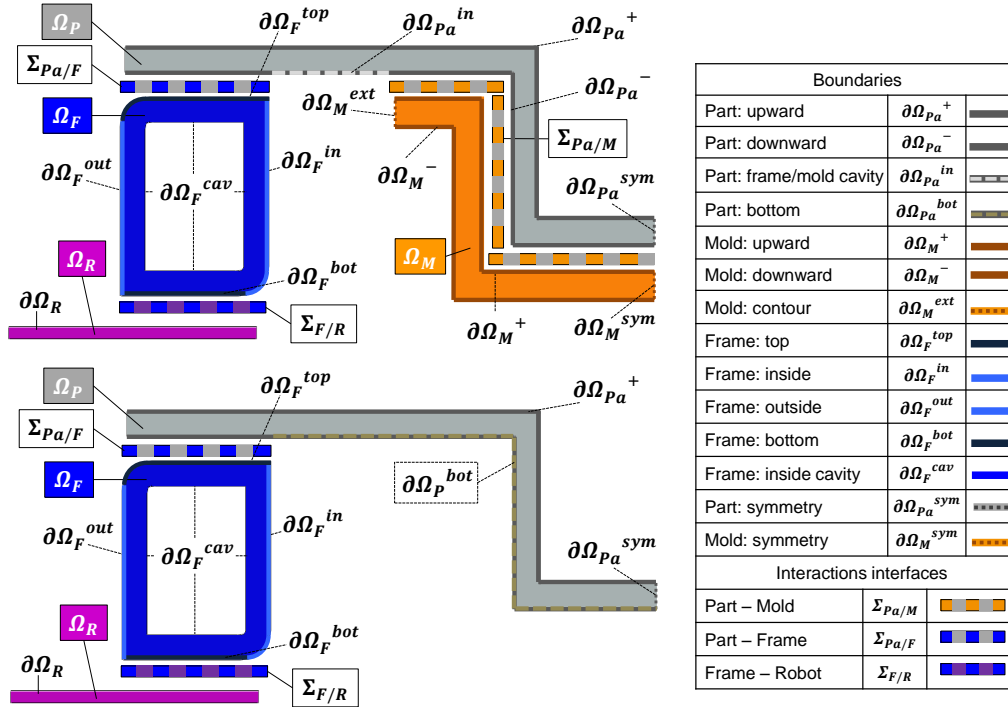 Ω_P
∂Ω_F^top
∂Ω_Pa^in
∂Ω_Pa^+
Σ_Pa/F
∂Ω_M^ext
∂Ω_Pa^−
Ω_F
Σ_Pa/M
∂Ω_F^out
∂Ω_F^in
∂Ω_F^cav
∂Ω_M^−
∂Ω_Pa^sym
Ω_R
Ω_M
∂Ω_F^bot
∂Ω_R
Σ_F/R
∂Ω_M^+
∂Ω_M^sym
Ω_P
∂Ω_F^top
∂Ω_Pa^+
Σ_Pa/F
Ω_F
∂Ω_P^bot
∂Ω_F^out
∂Ω_F^in
∂Ω_F^cav
∂Ω_Pa^sym
Ω_R
∂Ω_F^bot
∂Ω_R
Σ_F/R
Boundaries
Part: upward ∂Ω_Pa^+
Part: downward ∂Ω_Pa^−
Part: frame/mold cavity ∂Ω_Pa^in
Part: bottom ∂Ω_Pa^bot
Mold: upward ∂Ω_M^+
Mold: downward ∂Ω_M^−
Mold: contour ∂Ω_M^ext
Frame: top ∂Ω_F^top
Frame: inside ∂Ω_F^in
Frame: outside ∂Ω_F^out
Frame: bottom ∂Ω_F^bot
Frame: inside cavity ∂Ω_F^cav
Part: symmetry ∂Ω_Pa^sym
Mold: symmetry ∂Ω_M^sym
Interactions interfaces
Part – Mold Σ_Pa/M
Part – Frame Σ_Pa/F
Frame – Robot Σ_F/R